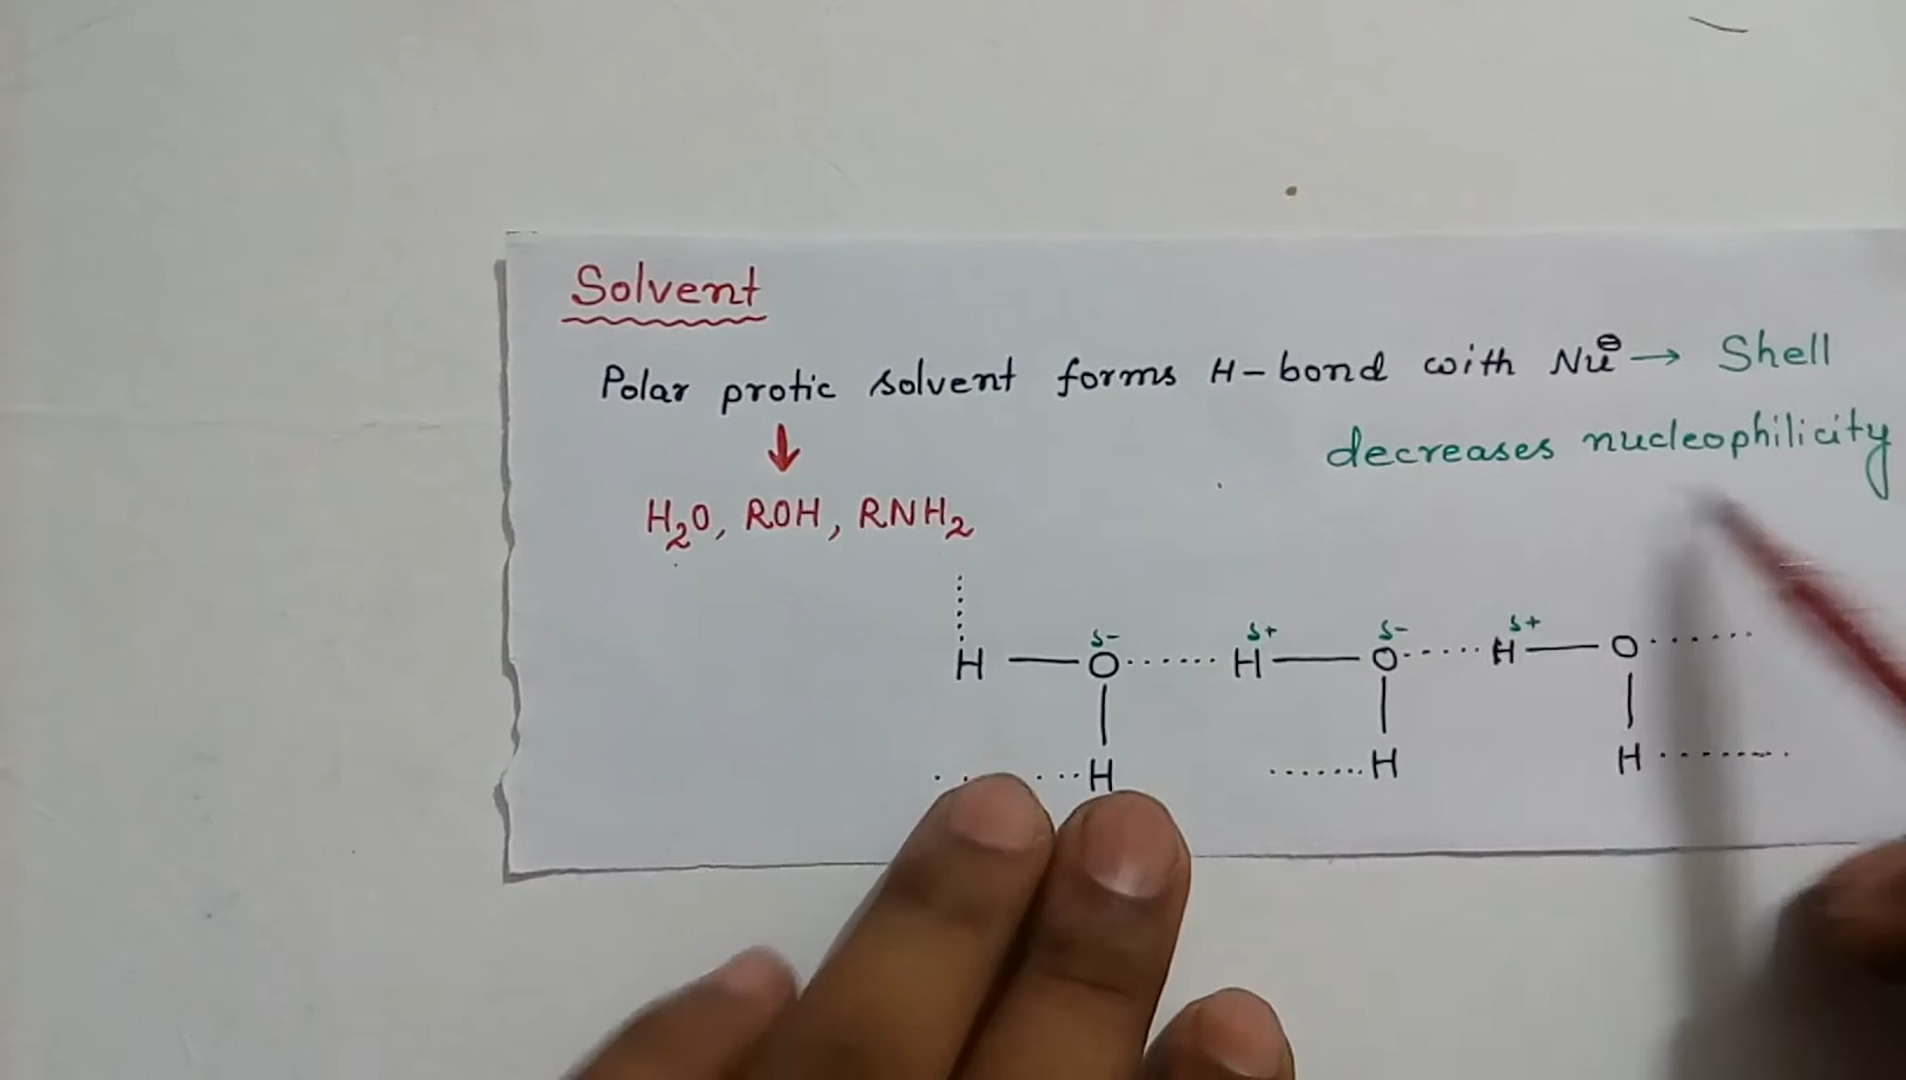 Solvent
Polar protic solvent forms H-bond with Nu⊖ → Shell
decreases nucleophilicity
↓
H₂O, ROH, RNH₂
δ- δ+ δ- δ+
H — O ...... H — O ..... H — O ......
H ......H H .......